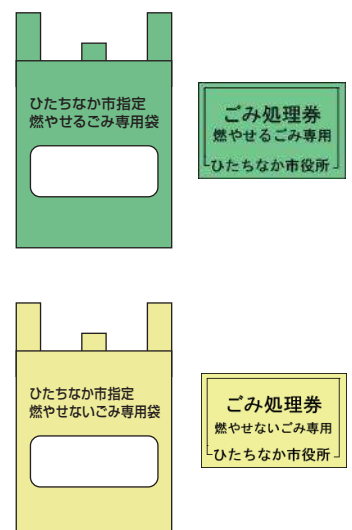 ひたちなか市指定
燃やせるごみ専用袋
ごみ処理券
燃やせるごみ専用
ひたちなか市役所
ひたちなか市指定
燃やせないごみ専用袋
ごみ処理券
燃やせないごみ専用
ひたちなか市役所